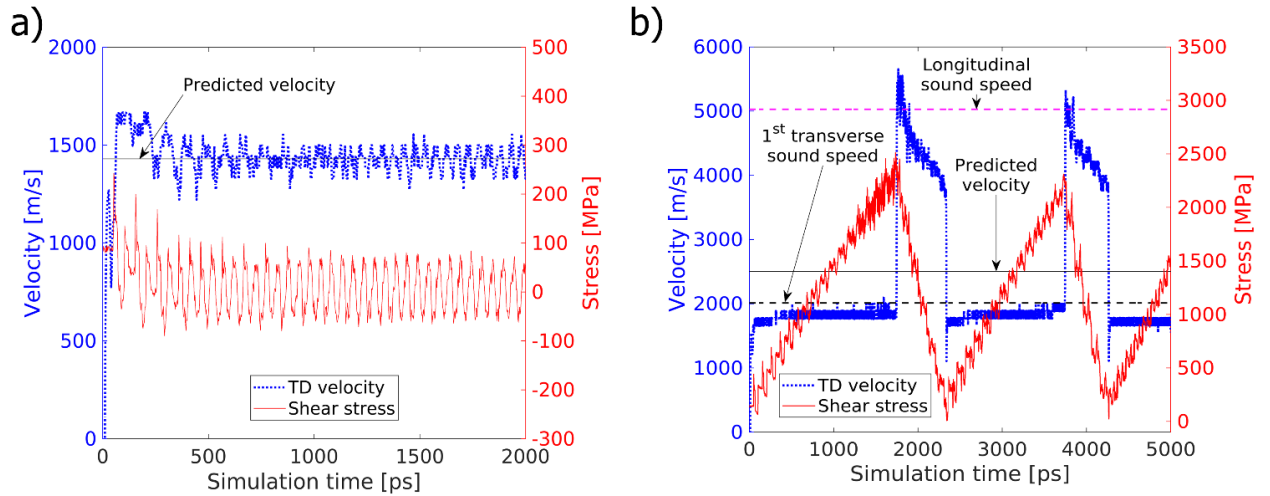 a)
2000
1500
1000
500
0
Velocity [m/s]
Predicted velocity
TD velocity
Shear stress
0
500
1000
1500
2000
Simulation time [ps]
500
400
300
200
100
0
-100
-200
-300
Stress [MPa]
b)
6000
5000
4000
3000
2000
1000
0
Velocity [m/s]
Longitudinal
sound speed
1st transverse
sound speed
Predicted
velocity
TD velocity
Shear stress
0
1000
2000
3000
4000
5000
Simulation time [ps]
3500
3000
2500
2000
1500
1000
500
0
Stress [MPa]